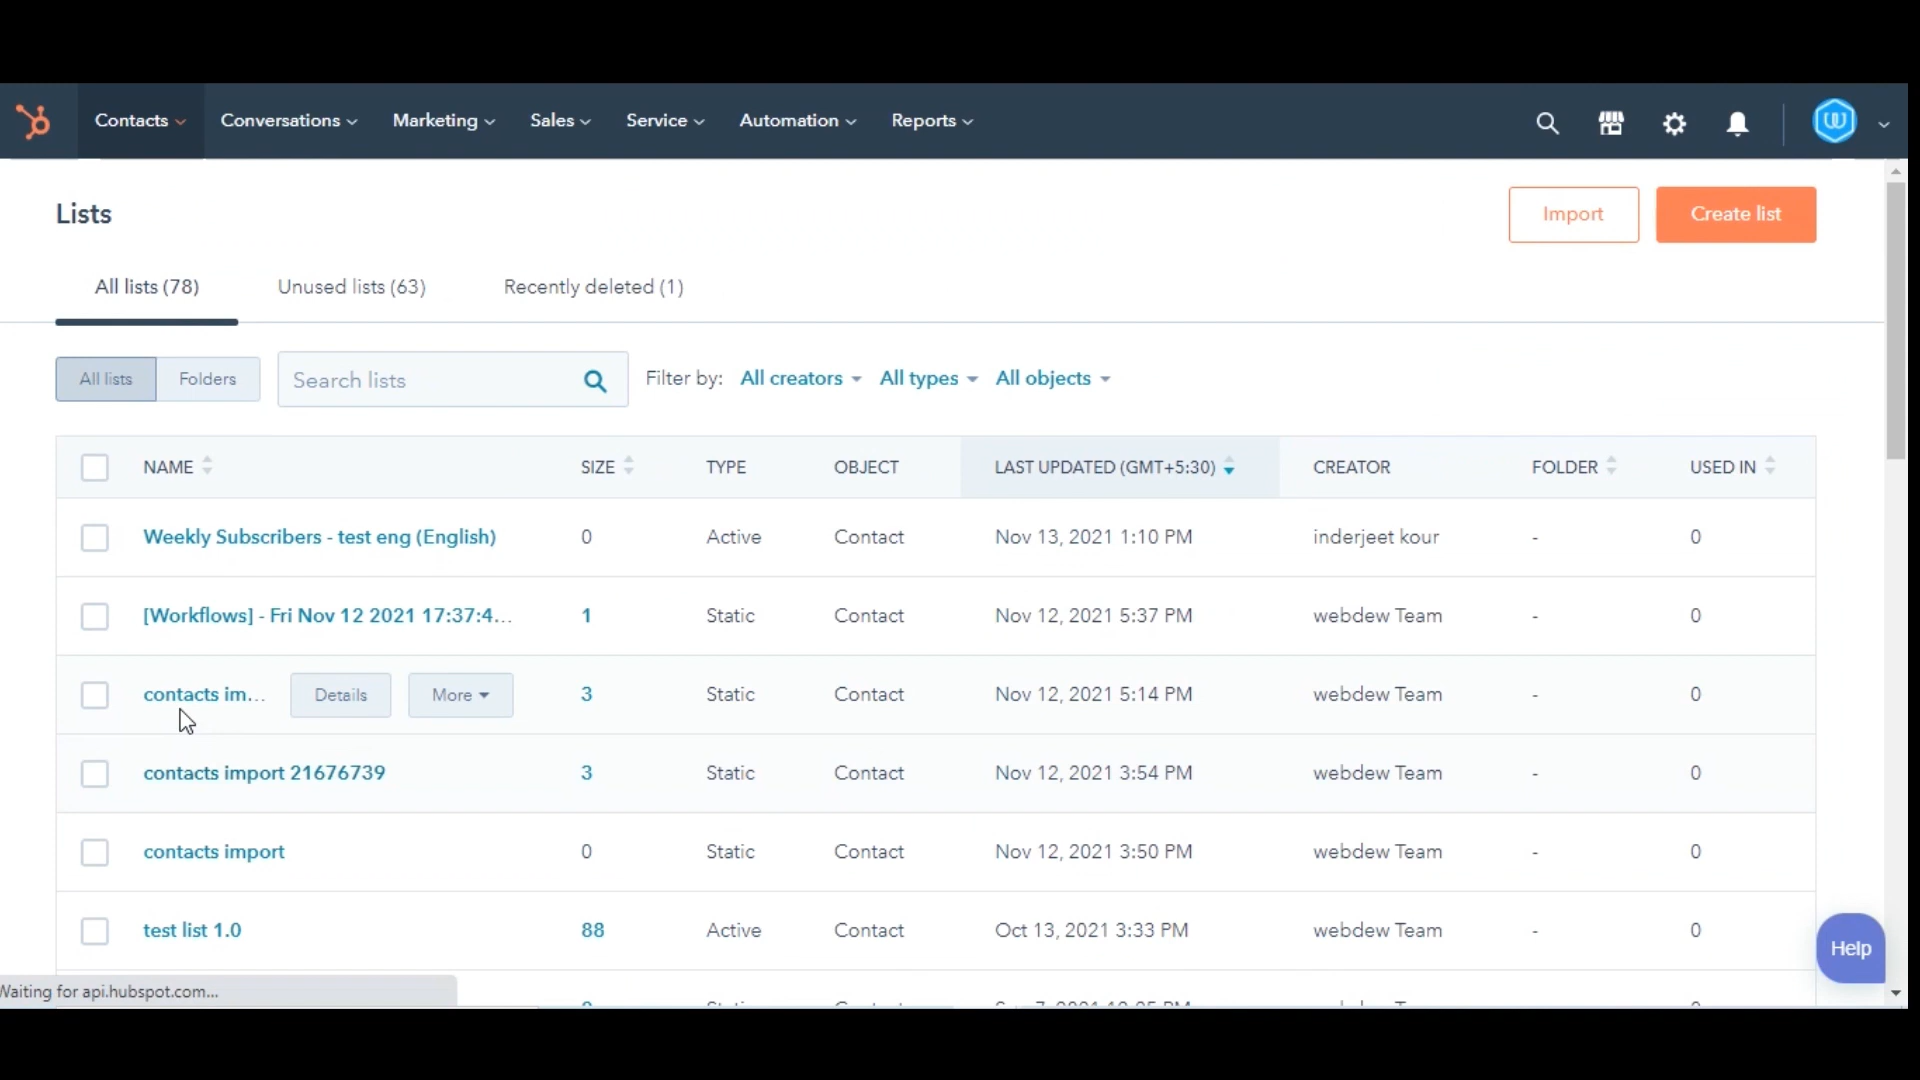 Contacts Conversations Marketing Sales Service Automation Reports
Lists Import Create list
All lists (78) Unused lists (63) Recently deleted (1)
All lists Folders Search lists Filter by: All creators All types All objects
NAME SIZE TYPE OBJECT LAST UPDATED (GMT+5:30) CREATOR FOLDER USED IN
Weekly Subscribers - test eng (English) 0 Active Contact Nov 13, 2021 1:10 PM inderjeet kour - 0
[Workflows] - Fri Nov 12 2021 17:37:4... 1 Static Contact Nov 12, 2021 5:37 PM webdew Team - 0
contacts im... Details More 3 Static Contact Nov 12, 2021 5:14 PM webdew Team - 0
contacts import 21676739 3 Static Contact Nov 12, 2021 3:54 PM webdew Team - 0
contacts import 0 Static Contact Nov 12, 2021 3:50 PM webdew Team - 0
test list 1.0 88 Active Contact Oct 13, 2021 3:33 PM webdew Team - 0
Help
Waiting for api.hubspot.com...